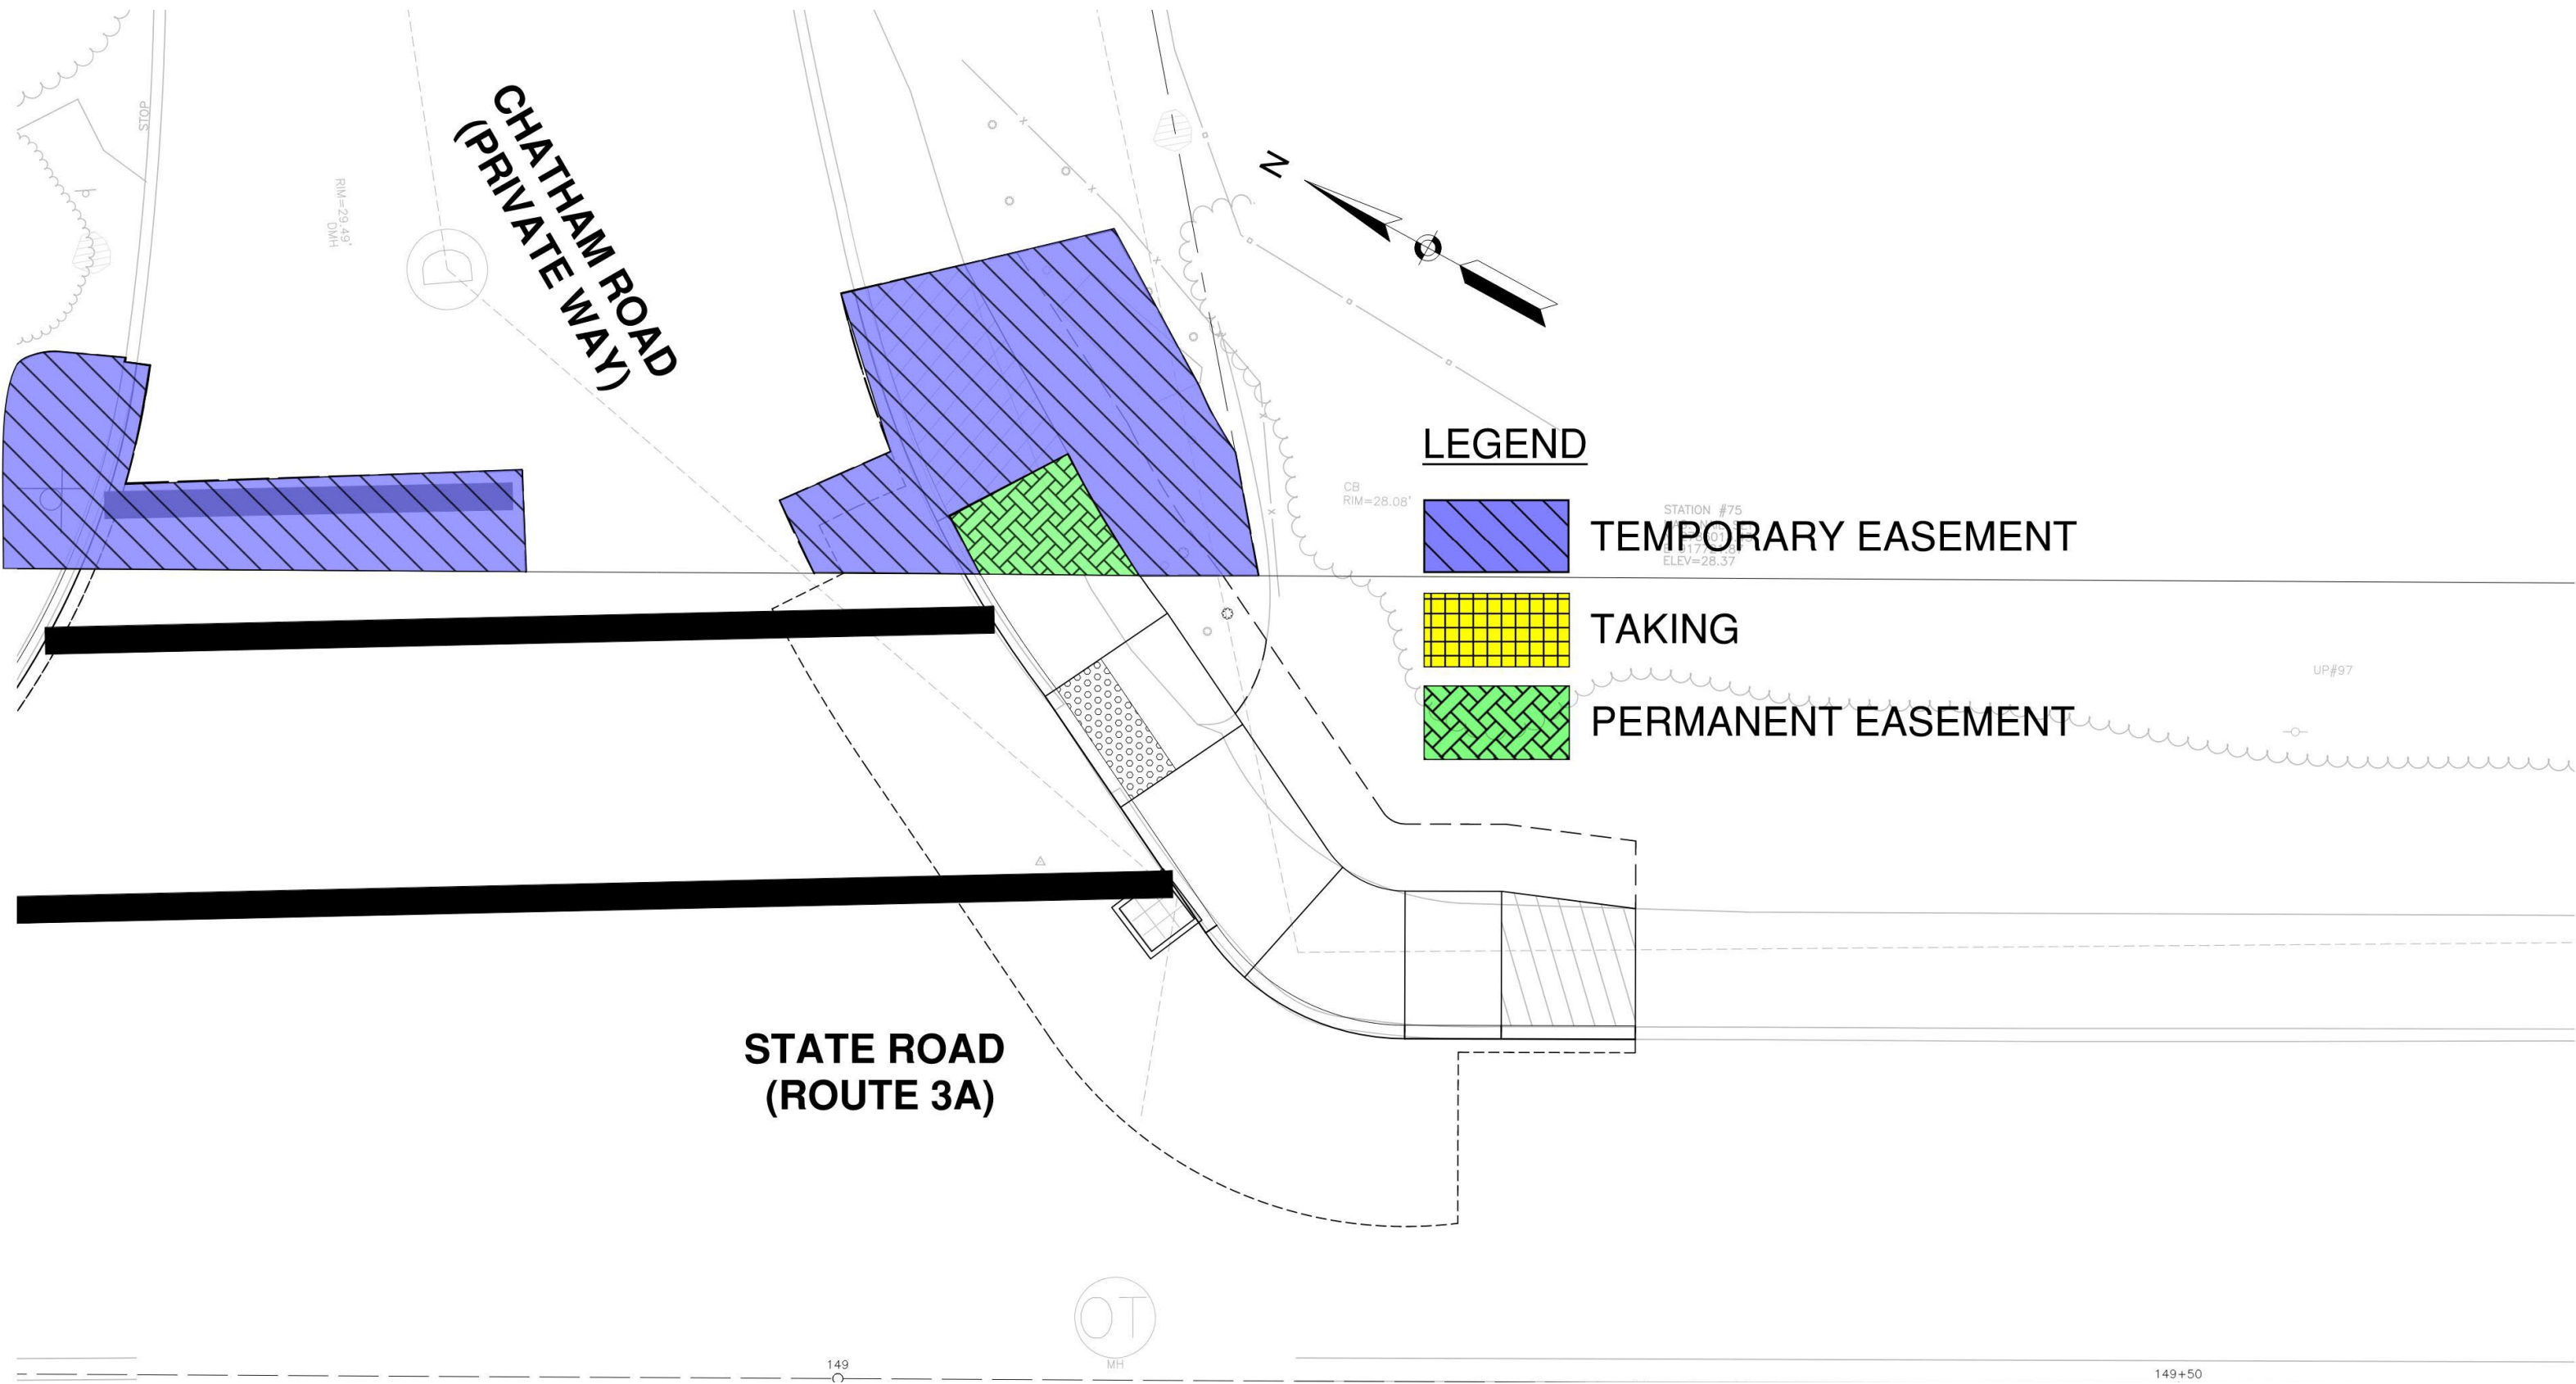 STOP
RIM=29.49'
DMH
D
CHATHAM ROAD
(PRIVATE WAY)
N
LEGEND
CB
RIM=28.08'
STATION #75
TEMPORARY EASEMENT
ELEV=28.37
TAKING
PERMANENT EASEMENT
UP#97
STATE ROAD
(ROUTE 3A)
OT
MH
149
149+50